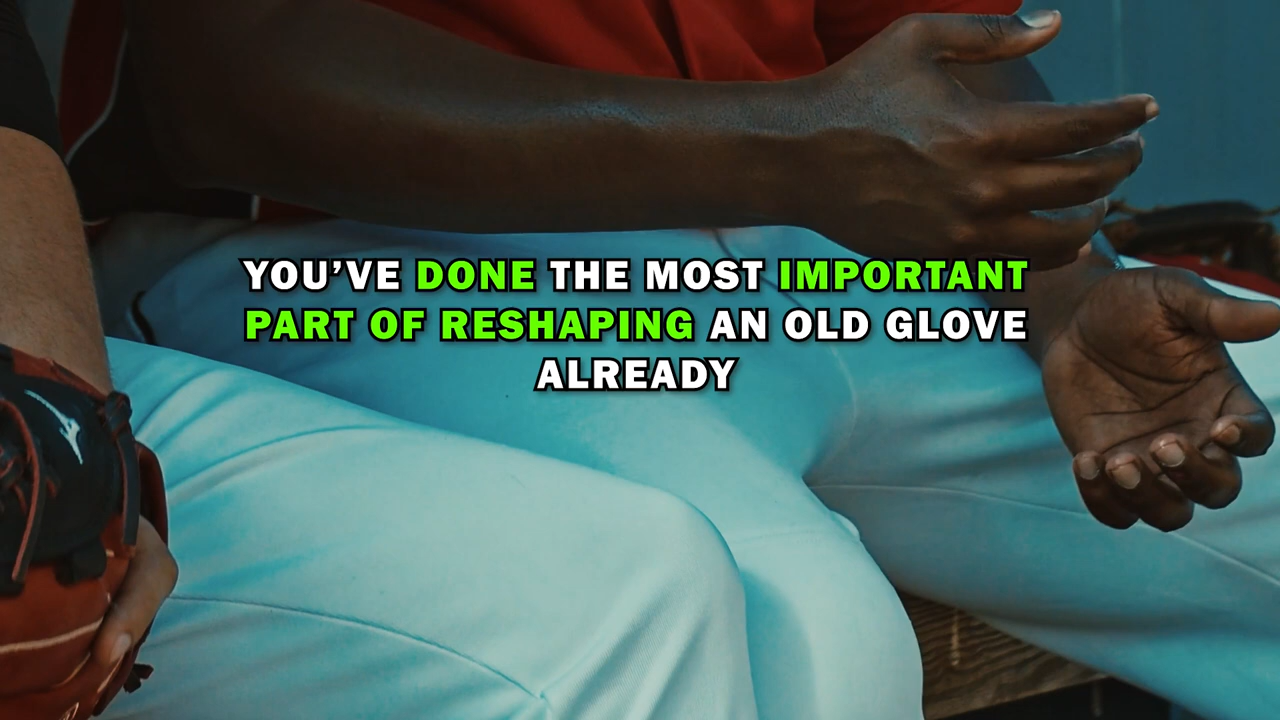 YOU’VE DONE THE MOST IMPORTANT
PART OF RESHAPING AN OLD GLOVE
ALREADY